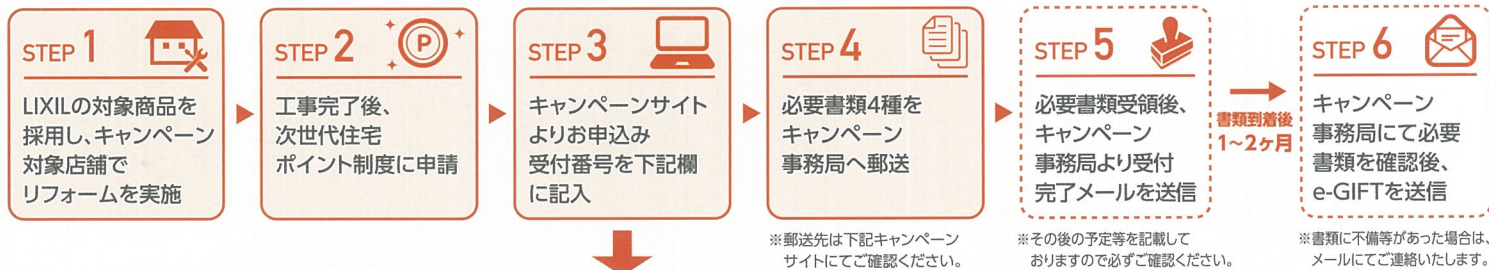 STEP 1
LIXILの対象商品を
採用し、キャンペーン
対象店舗で
リフォームを実施
STEP 2
P
工事完了後、
次世代住宅
ポイント制度に申請
STEP 3
キャンペーンサイト
よりお申込み
受付番号を下記欄
に記入
STEP 4
必要書類4種を
キャンペーン
事務局へ郵送
※郵送先は下記キャンペーン
サイトにてご確認ください。
STEP 5
必要書類受領後、
キャンペーン
事務局より受付
完了メールを送信
※その後の予定等を記載して
おりますので必ずご確認ください。
書類到着後
1~2ヶ月
STEP 6
キャンペーン
事務局にて必要
書類を確認後、
e-GIFTを送信
※書類に不備等があった場合は、
メールにてご連絡いたします。